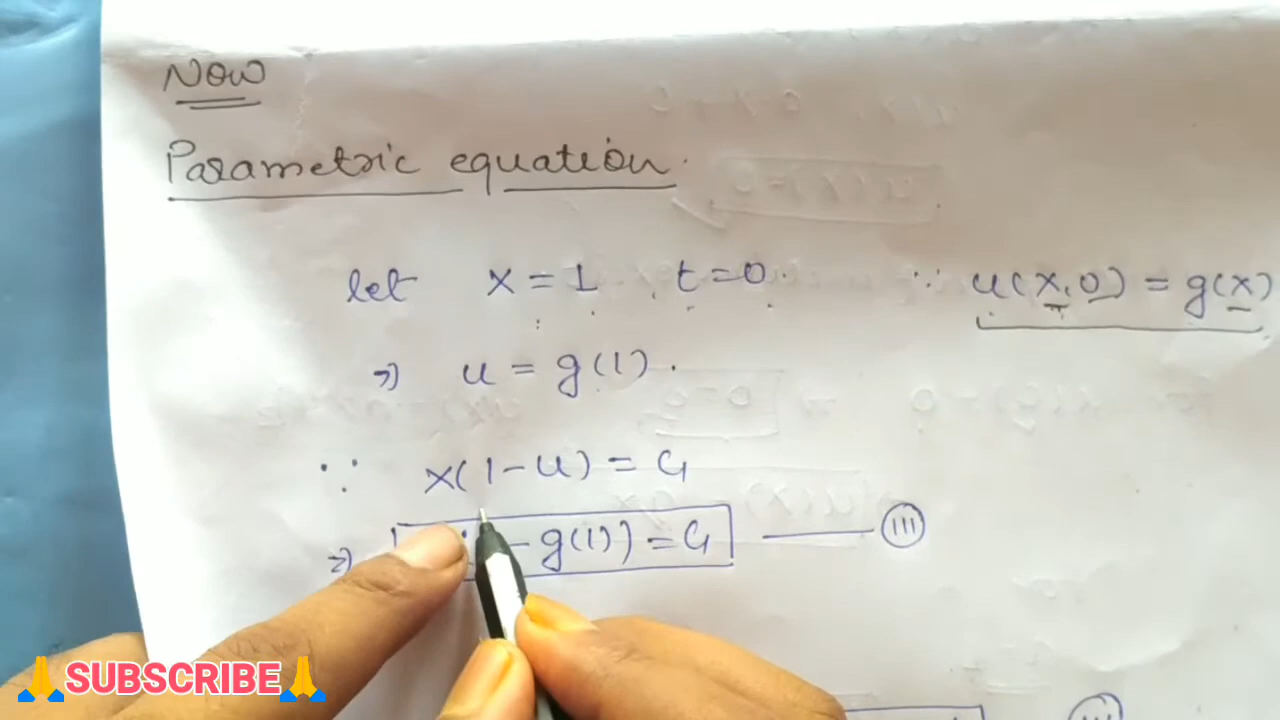 Now
Parametric equation.
let x = 1, t = 0. ∵ u(x,0) = g(x)
⇒ u = g(1).
∵ x(1-u) = C₁
⇒ - g(1)) = C₁ — (III)
🙏SUBSCRIBE🙏